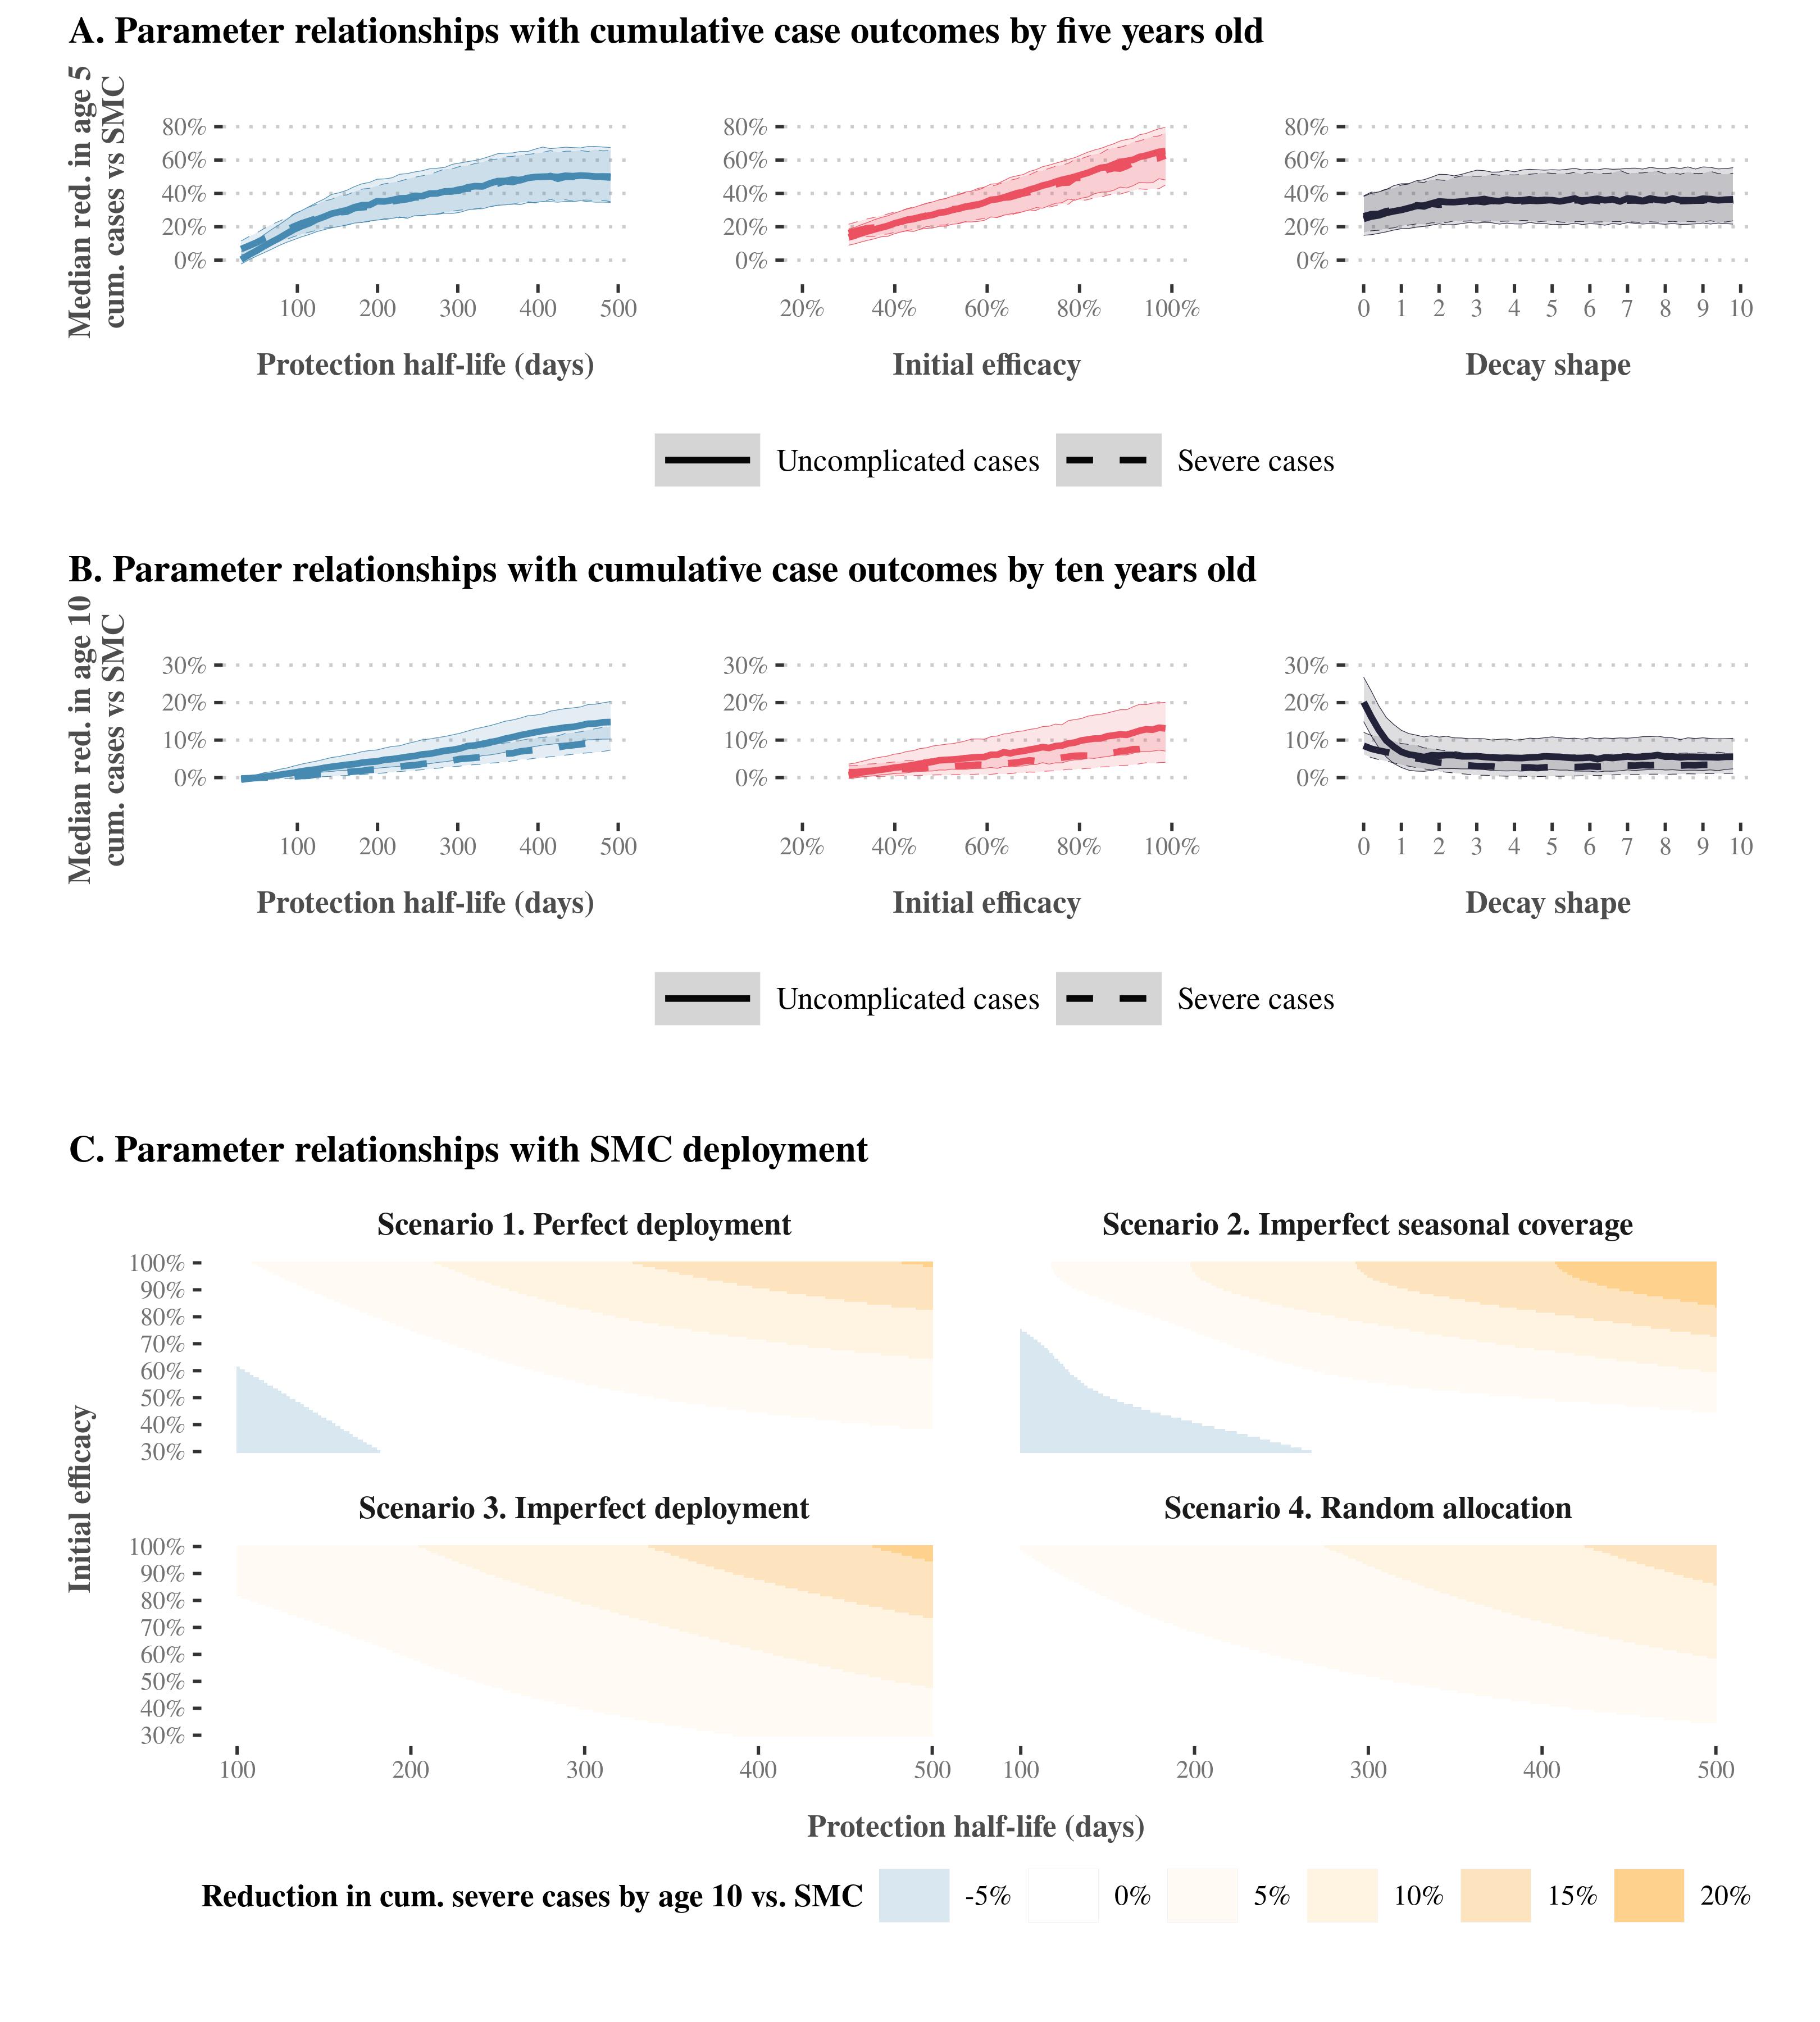 A. Parameter relationships with cumulative case outcomes by five years old
Median red. in age 5
cum. cases vs SMC
80%
60%
40%
20%
0%
100 200 300 400 500
Protection half-life (days)
80%
60%
40%
20%
0%
20% 40% 60% 80% 100%
Initial efficacy
80%
60%
40%
20%
0%
0 1 2 3 4 5 6 7 8 9 10
Decay shape
Uncomplicated cases Severe cases
B. Parameter relationships with cumulative case outcomes by ten years old
Median red. in age 10
cum. cases vs SMC
30%
20%
10%
0%
100 200 300 400 500
Protection half-life (days)
30%
20%
10%
0%
20% 40% 60% 80% 100%
Initial efficacy
30%
20%
10%
0%
0 1 2 3 4 5 6 7 8 9 10
Decay shape
Uncomplicated cases Severe cases
C. Parameter relationships with SMC deployment
Initial efficacy
Scenario 1. Perfect deployment
Scenario 2. Imperfect seasonal coverage
100%
90%
80%
70%
60%
50%
40%
30%
Scenario 3. Imperfect deployment
Scenario 4. Random allocation
100%
90%
80%
70%
60%
50%
40%
30%
100 200 300 400 500
100 200 300 400 500
Protection half-life (days)
Reduction in cum. severe cases by age 10 vs. SMC -5% 0% 5% 10% 15% 20%